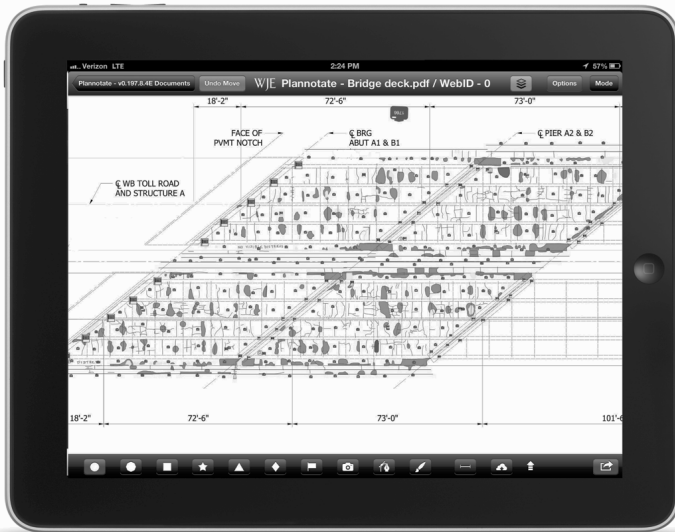 Verizon LTE
2:24 PM
57%
Plannotate - v0.197.8.4E Documents
Undo Move
WJE Plannotate - Bridge deck.pdf / WebID - 0
Options
Mode
18'-2"
72'-6"
73'-0"
FACE OF
PVMT NOTCH
℄ BRG
ABUT A1 & B1
℄ PIER A2 & B2
℄ WB TOLL ROAD
AND STRUCTURE A
18'-2"
72'-6"
73'-0"
101'-6